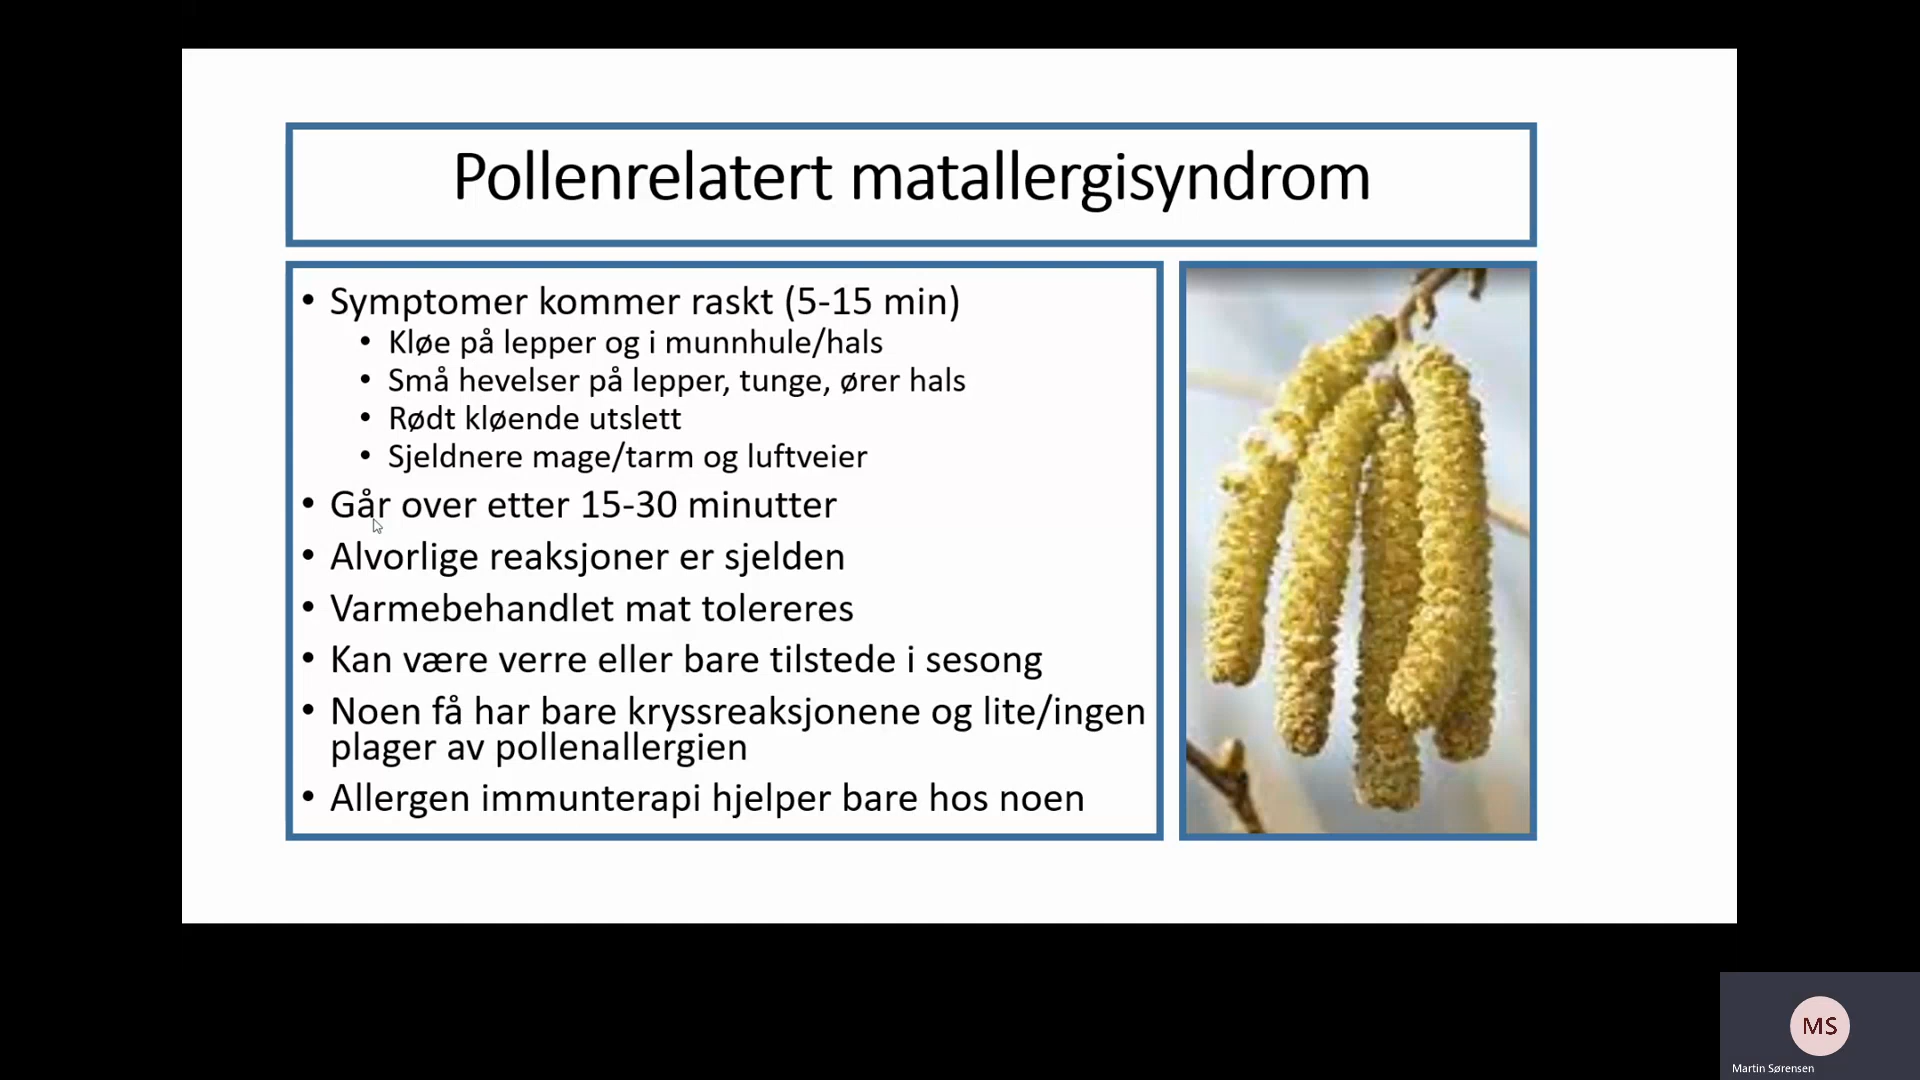 Pollenrelatert matallergisyndrom
• Symptomer kommer raskt (5-15 min)
• Kløe på lepper og i munnhule/hals
• Små hevelser på lepper, tunge, ører hals
• Rødt kløende utslett
• Sjeldnere mage/tarm og luftveier
• Går over etter 15-30 minutter
• Alvorlige reaksjoner er sjelden
• Varmebehandlet mat tolereres
• Kan være verre eller bare tilstede i sesong
• Noen få har bare kryssreaksjonene og lite/ingen
plager av pollenallergien
• Allergen immunterapi hjelper bare hos noen
MS
Martin Sørensen